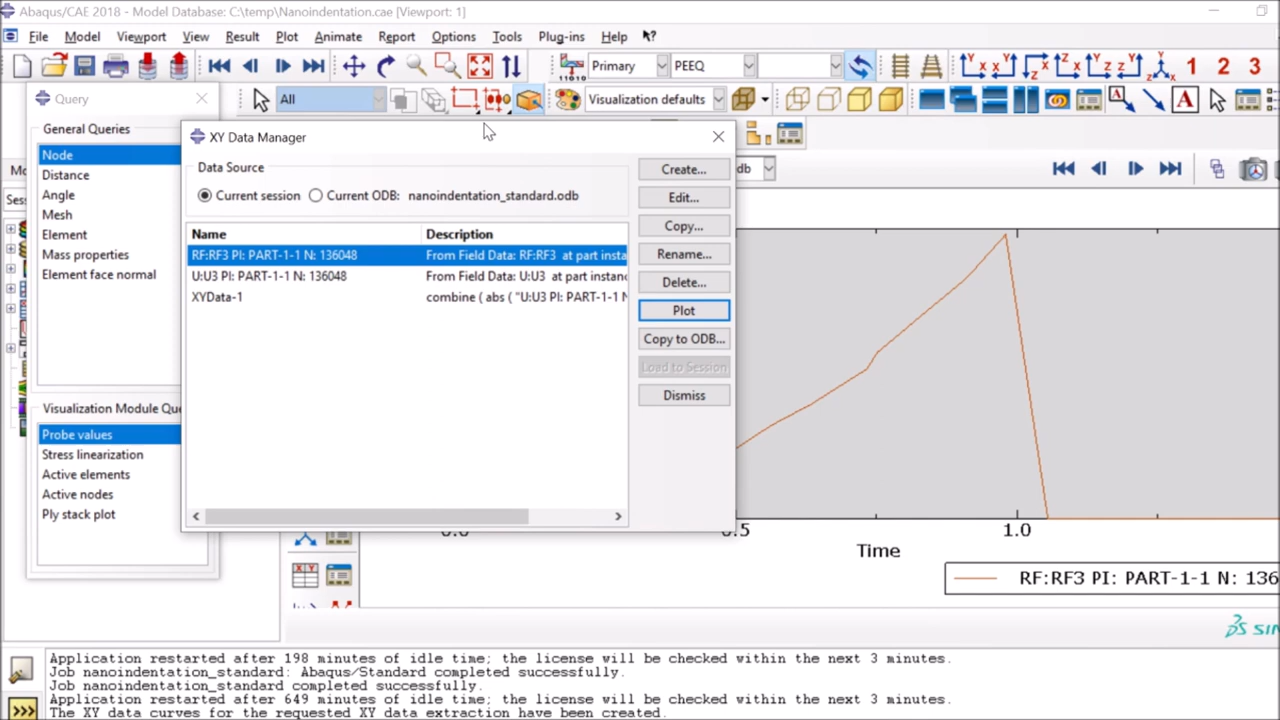 Abaqus/CAE 2018 - Model Database: C:\temp\Nanoindentation.cae [Viewport: 1]
File Model Viewport View Result Plot Animate Report Options Tools Plug-ins Help
Primary PEEQ
1 2 3
Query
All
Visualization defaults
General Queries
Node
Distance
Angle
Mesh
Element
Mass properties
Element face normal
Visualization Module Qu
Probe values
Stress linearization
Active elements
Active nodes
Ply stack plot
XY Data Manager
Data Source
Current session Current ODB: nanoindentation_standard.odb
Name Description
RF:RF3 PI: PART-1-1 N: 136048 From Field Data: RF:RF3 at part insta
U:U3 PI: PART-1-1 N: 136048 From Field Data: U:U3 at part instanc
XYData-1 combine ( abs ( "U:U3 PI: PART-1-1 N
Create...
Edit...
Copy...
Rename...
Delete...
Plot
Copy to ODB...
Load to Session
Dismiss
db
0.0 0.5 1.0
Time
RF:RF3 PI: PART-1-1 N: 136
Application restarted after 198 minutes of idle time; the license will be checked within the next 3 minutes.
Job nanoindentation_standard: Abaqus/Standard completed successfully.
Job nanoindentation_standard completed successfully.
Application restarted after 649 minutes of idle time; the license will be checked within the next 3 minutes.
The XY data curves for the requested XY data extraction have been created.